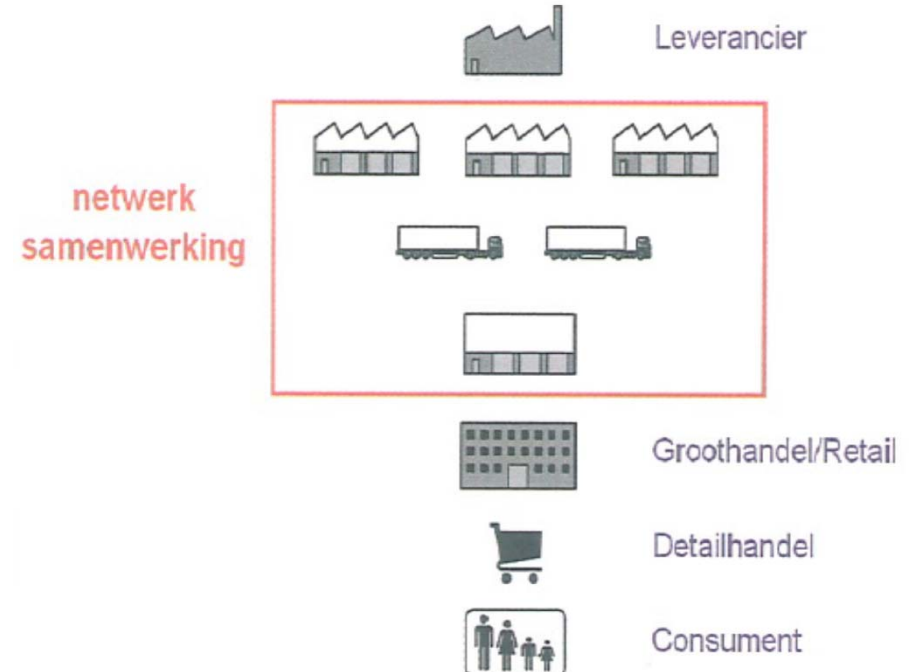 Leverancier
netwerk
samenwerking
Groothandel/Retail
Detailhandel
Consument